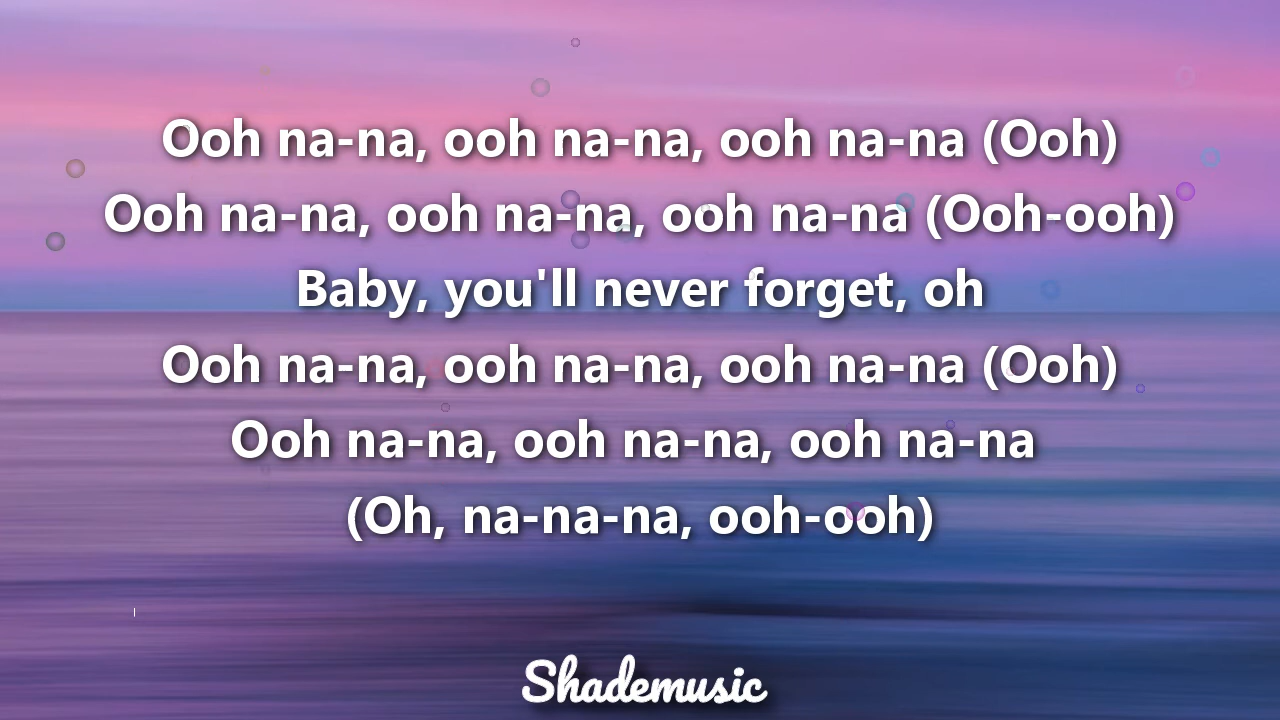 Ooh na-na, ooh na-na, ooh na-na (Ooh)
Ooh na-na, ooh na-na, ooh na-na (Ooh-ooh)
Baby, you'll never forget, oh
Ooh na-na, ooh na-na, ooh na-na (Ooh)
Ooh na-na, ooh na-na, ooh na-na
(Oh, na-na-na, ooh-ooh)
Shademusic